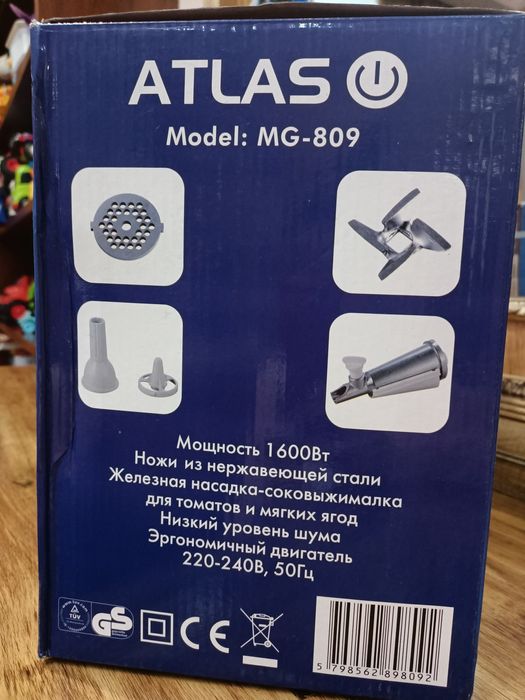 ATLAS
Model: MG-809
Мощность 1600Вт
Ножи из нержавеющей стали
Железная насадка-соковыжималка
для томатов и мягких ягод
Низкий уровень шума
Эргономичный двигатель
220-240В, 50Гц
TÜV
GS
CE
5 798562 898092